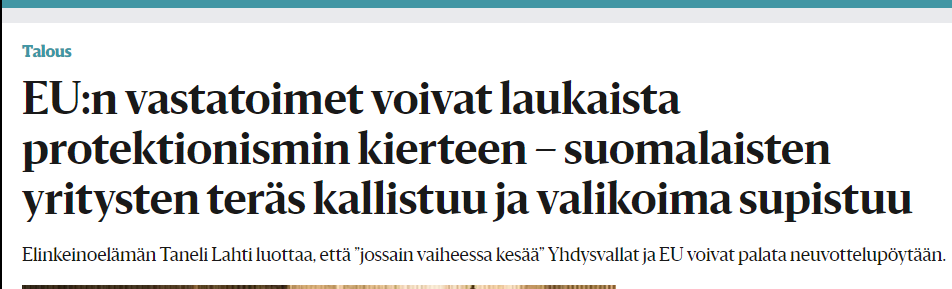 Talous
EU:n vastatoimet voivat laukaista
protektionismin kierteen – suomalaisten
yritysten teräs kallistuu ja valikoima supistuu
Elinkeinoelämän Taneli Lahti luottaa, että ”jossain vaiheessa kesää” Yhdysvallat ja EU voivat palata neuvottelupöytään.